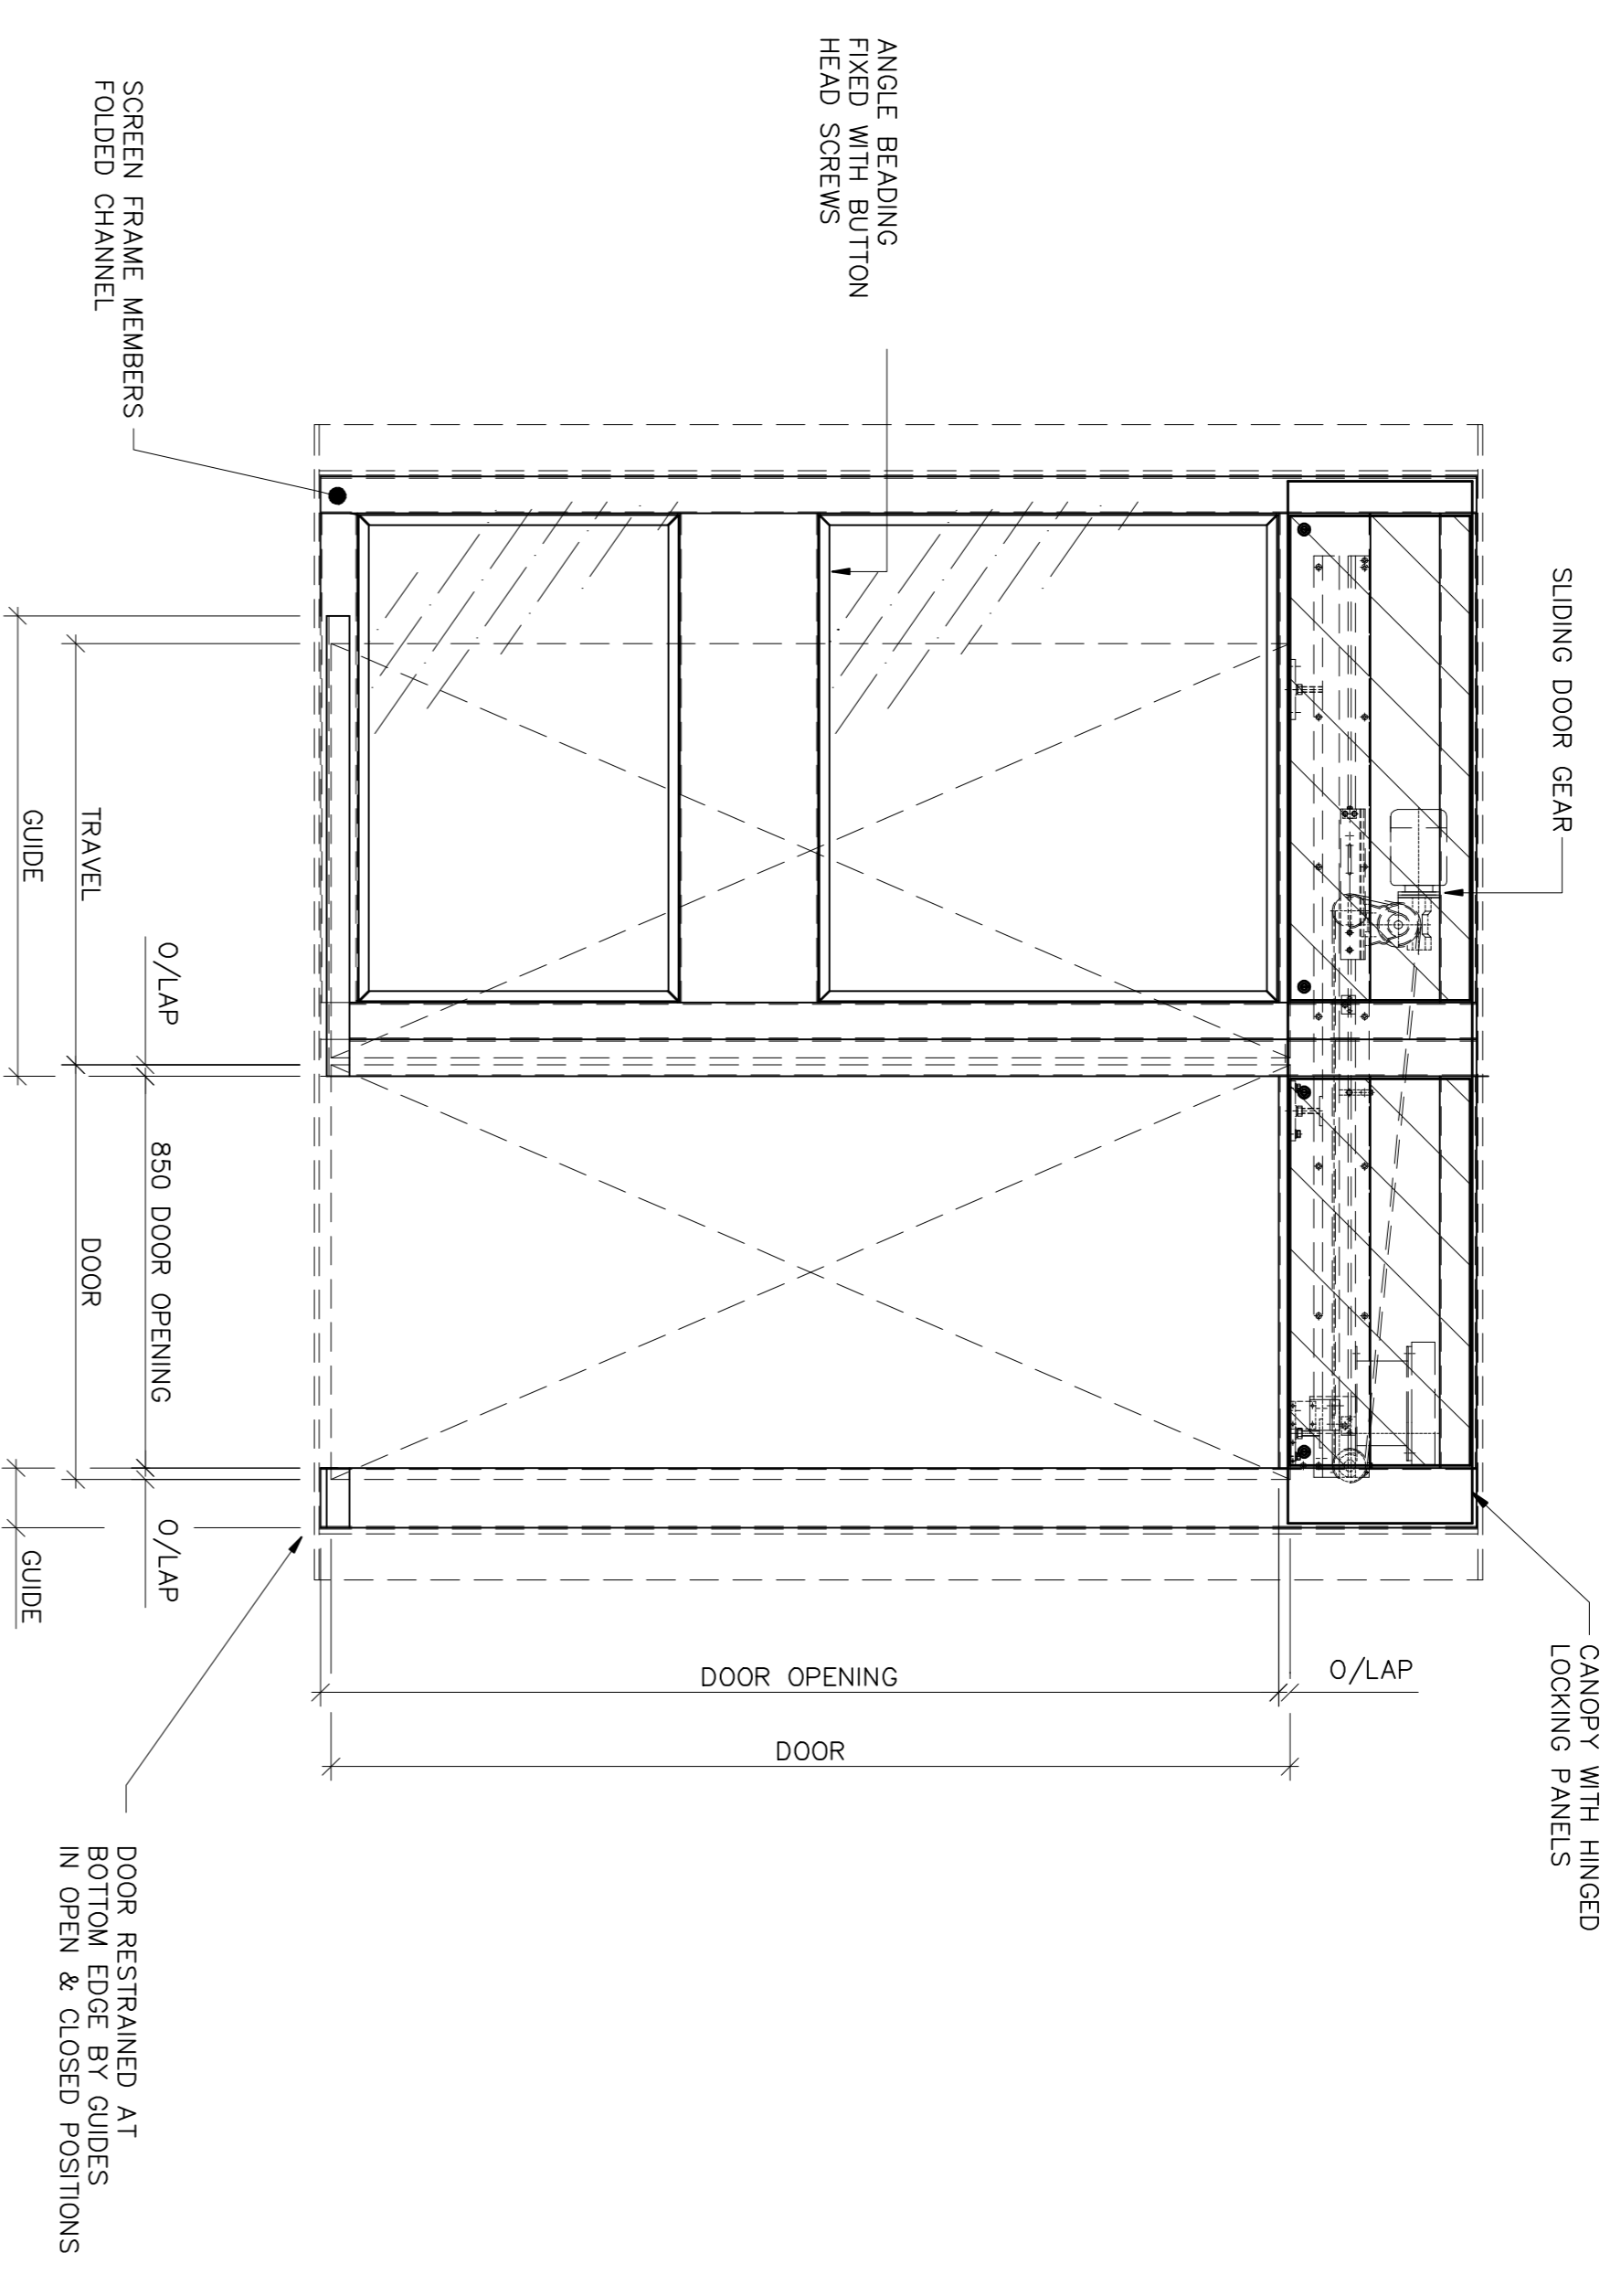 SLIDING DOOR GEAR
CANOPY WITH HINGED
LOCKING PANELS
ANGLE BEADING
FIXED WITH BUTTON
HEAD SCREWS
O/LAP
DOOR OPENING
DOOR
SCREEN FRAME MEMBERS
FOLDED CHANNEL
O/LAP
850 DOOR OPENING
O/LAP
TRAVEL
DOOR
GUIDE
GUIDE
DOOR RESTRAINED AT
BOTTOM EDGE BY GUIDES
IN OPEN & CLOSED POSITIONS